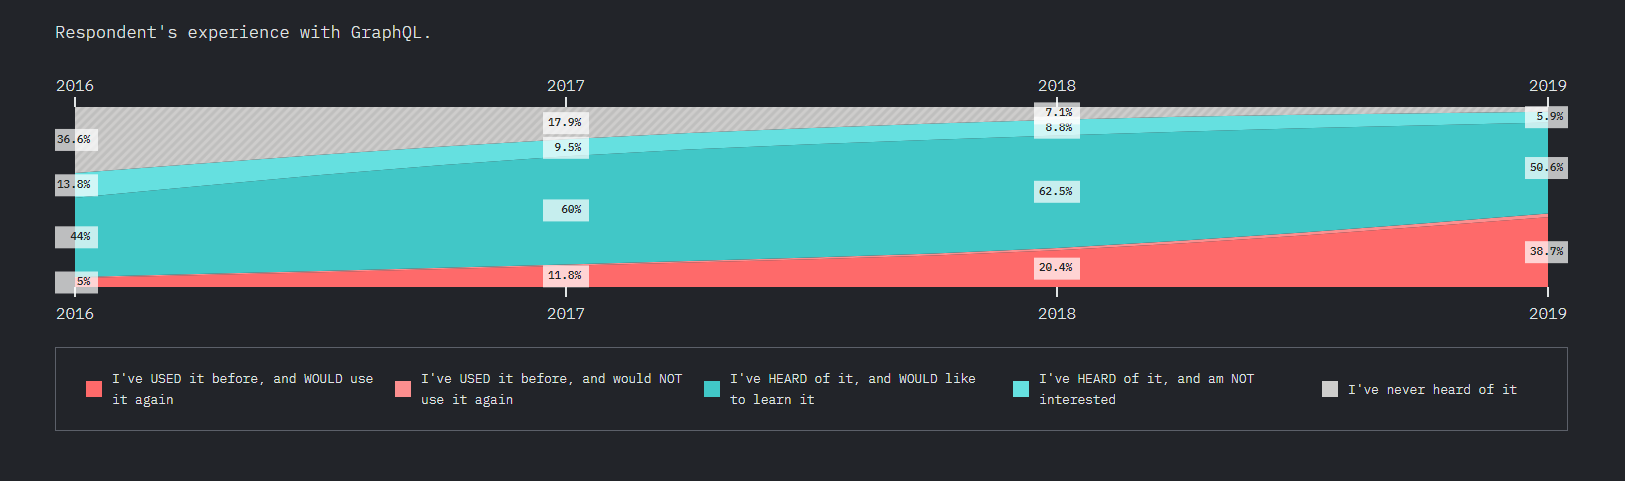 Respondent's experience with GraphQL.
2016 2017 2018 2019
36.6% 17.9% 7.1% 5.9%
13.8% 9.5% 8.8%
44% 60% 62.5% 50.6%
5% 11.8% 20.4% 38.7%
2016 2017 2018 2019
I've USED it before, and WOULD use
it again
I've USED it before, and would NOT
use it again
I've HEARD of it, and WOULD like
to learn it
I've HEARD of it, and am NOT
interested
I've never heard of it